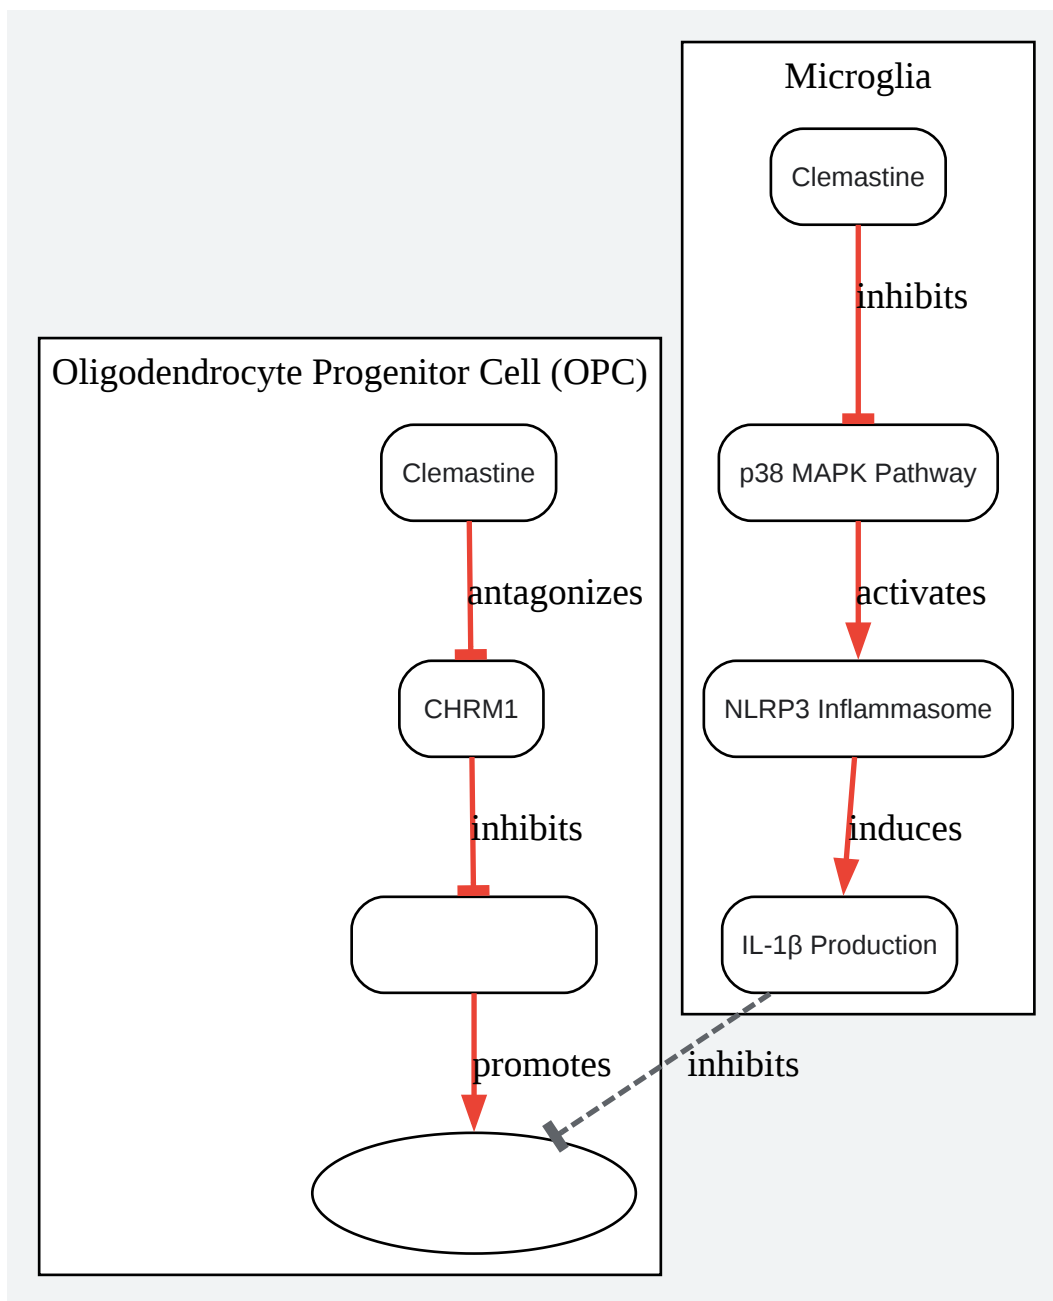 Microglia
Clemastine
inhibits
Oligodendrocyte Progenitor Cell (OPC)
Clemastine
p38 MAPK Pathway
antagonizes
activates
CHRM1
NLRP3 Inflammasome
inhibits
induces
IL-1β Production
promotes
inhibits